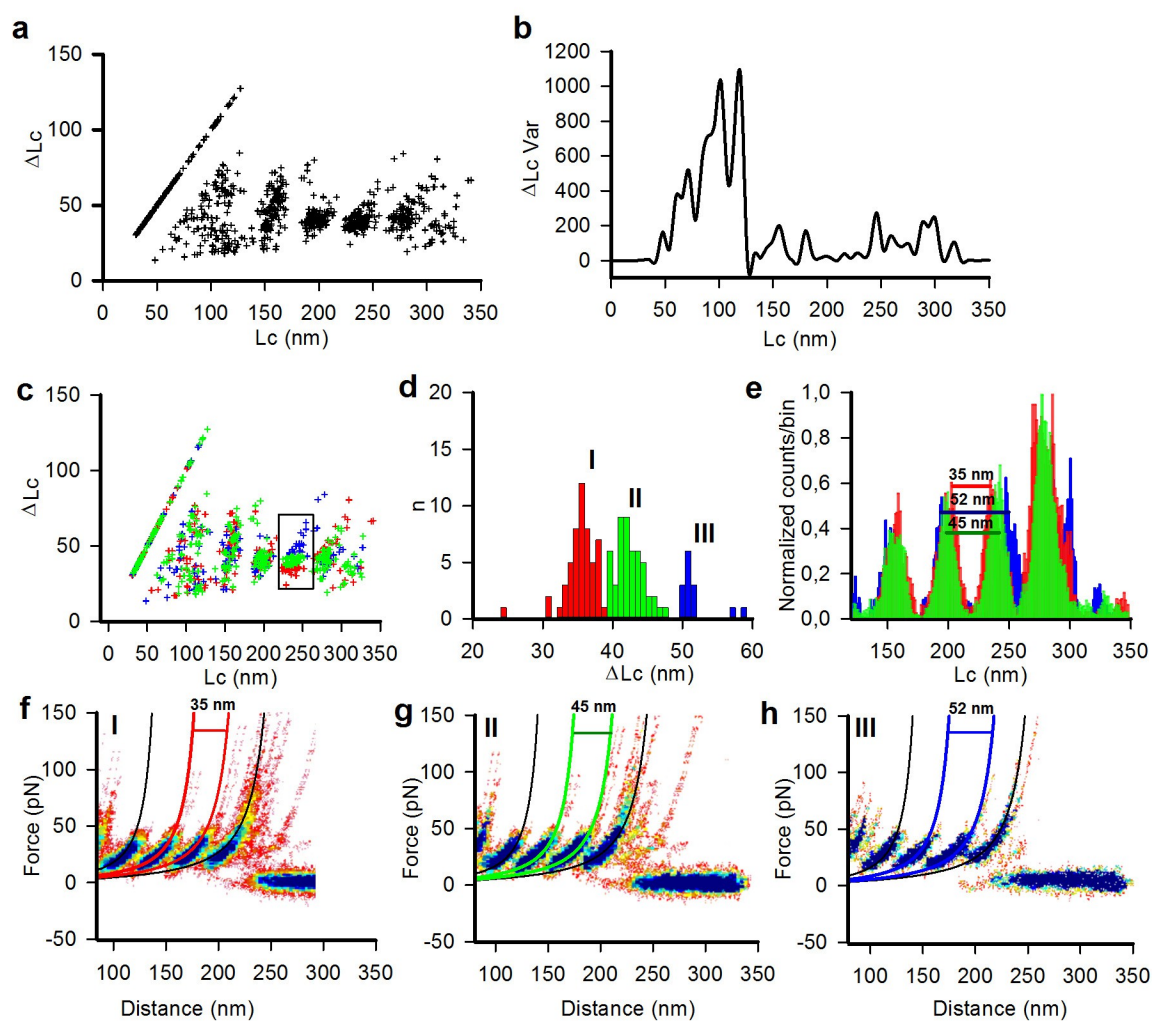 a
150
100
50
0
ΔLc
0 50 100 150 200 250 300 350
Lc (nm)
b
1200
1000
800
600
400
200
0
ΔLc Var
0 50 100 150 200 250 300 350
Lc (nm)
c
150
100
50
0
ΔLc
0 50 100 150 200 250 300 350
Lc (nm)
d
20
15
10
5
0
n
I
II
III
20 30 40 50 60
ΔLc (nm)
e
1,0
0,8
0,6
0,4
0,2
0,0
Normalized counts/bin
35 nm
52 nm
45 nm
150 200 250 300 350
Lc (nm)
f
I
35 nm
150
100
50
0
-50
Force (pN)
100 150 200 250 300 350
Distance (nm)
g
II
45 nm
150
100
50
0
-50
Force (pN)
100 150 200 250 300 350
Distance (nm)
h
III
52 nm
150
100
50
0
-50
Force (pN)
100 150 200 250 300 350
Distance (nm)